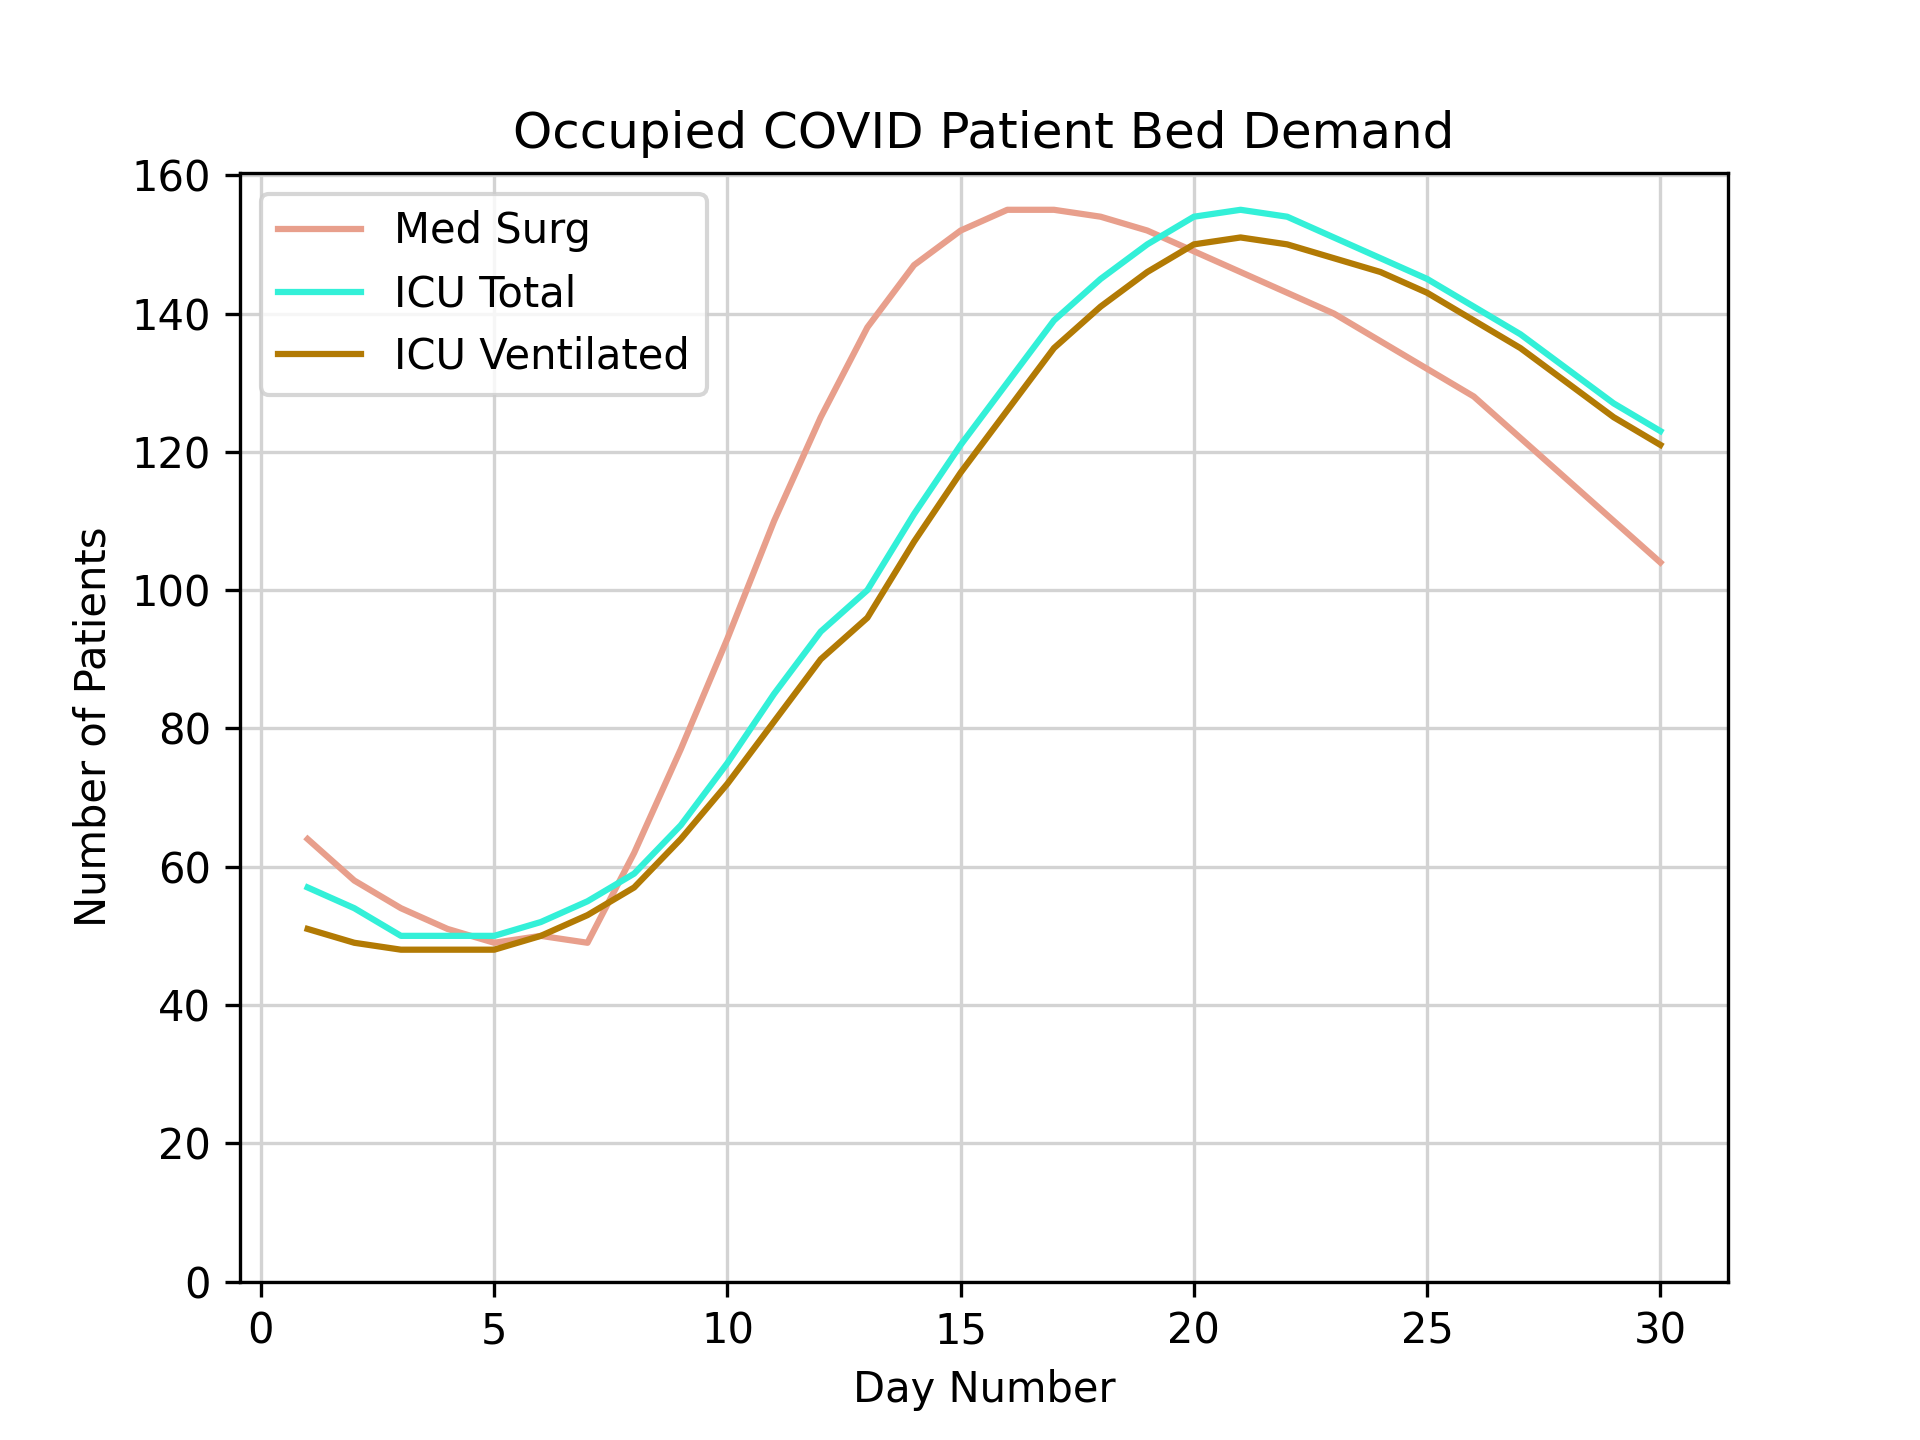 Occupied COVID Patient Bed Demand
160
140
120
100
80
60
40
20
0
Number of Patients
Med Surg
ICU Total
ICU Ventilated
0 5 10 15 20 25 30
Day Number